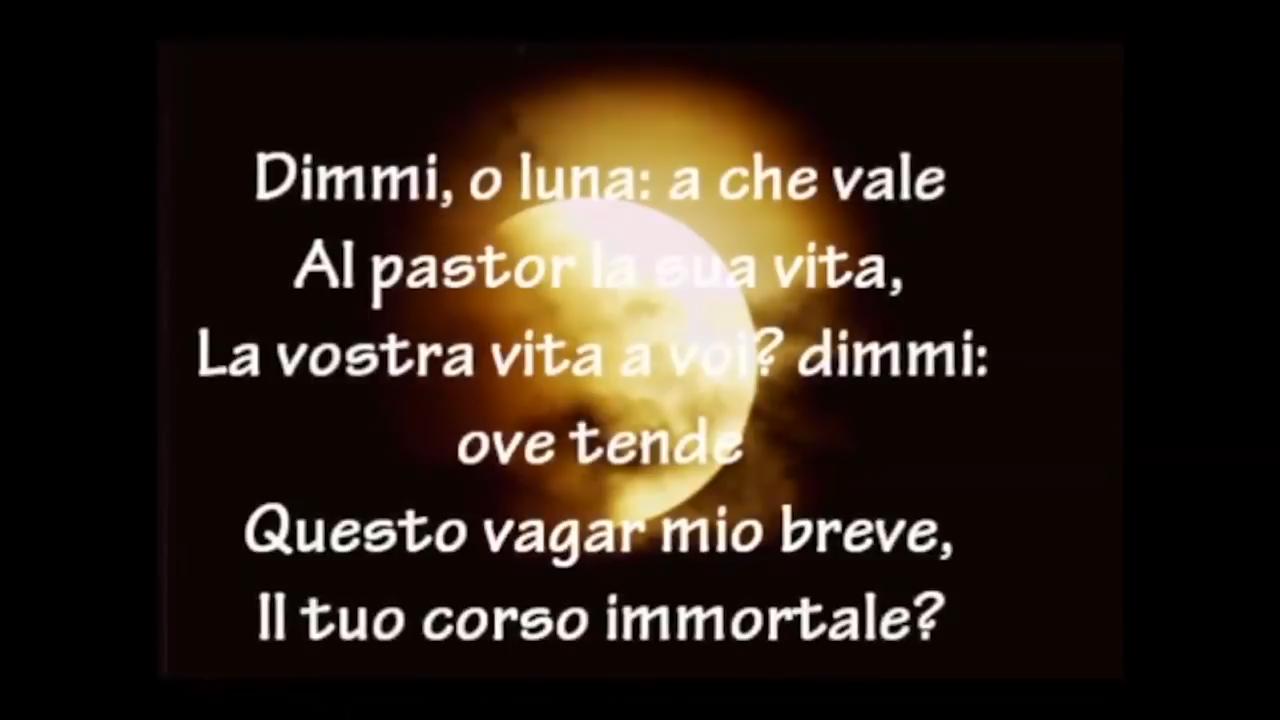 Dimmi, o luna: a che vale
Al pastor la sua vita,
La vostra vita a voi? dimmi:
ove tende
Questo vagar mio breve,
Il tuo corso immortale?